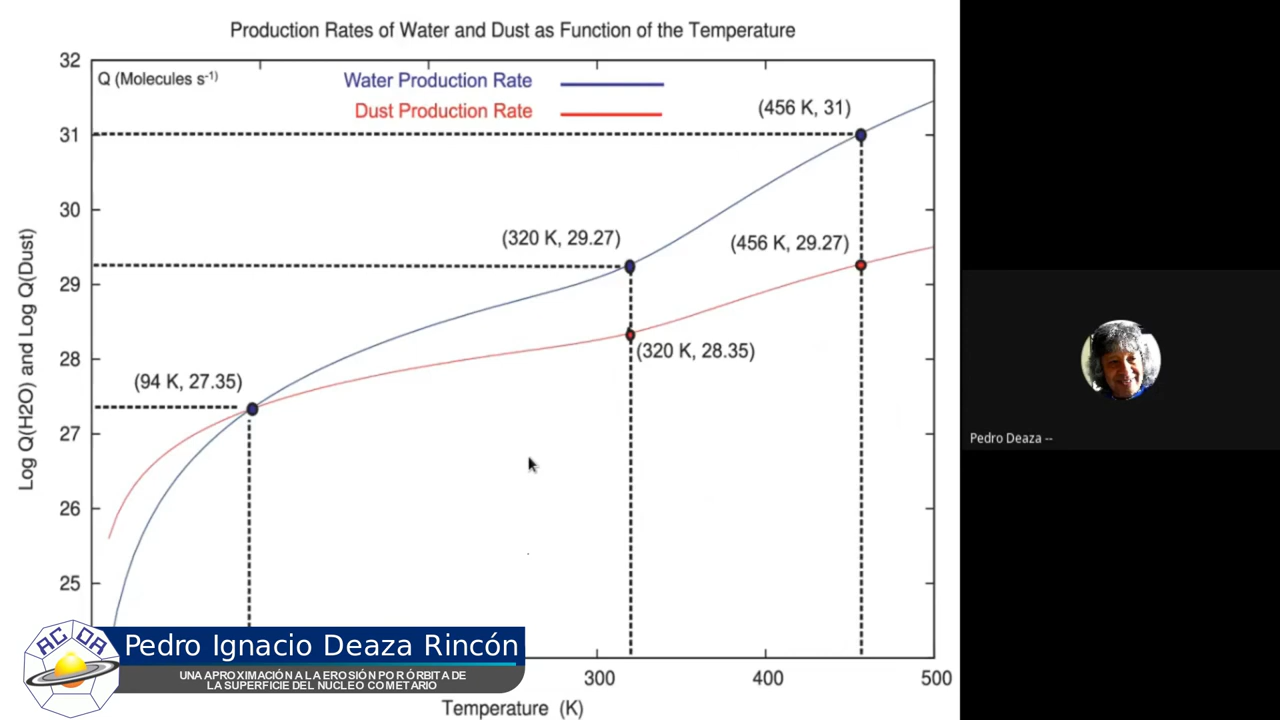 Production Rates of Water and Dust as Function of the Temperature
32
Q (Molecules s-1)
Water Production Rate
Dust Production Rate
(456 K, 31)
31
30
(320 K, 29.27)
(456 K, 29.27)
29
(320 K, 28.35)
28
(94 K, 27.35)
27
26
25
Log Q(H2O) and Log Q(Dust)
300
400
500
Temperature (K)
Pedro Deaza --
ACDA
Pedro Ignacio Deaza Rincón
UNA APROXIMACIÓN A LA EROSIÓN POR ÓRBITA DE
LA SUPERFICIE DEL NUCLEO COMETARIO